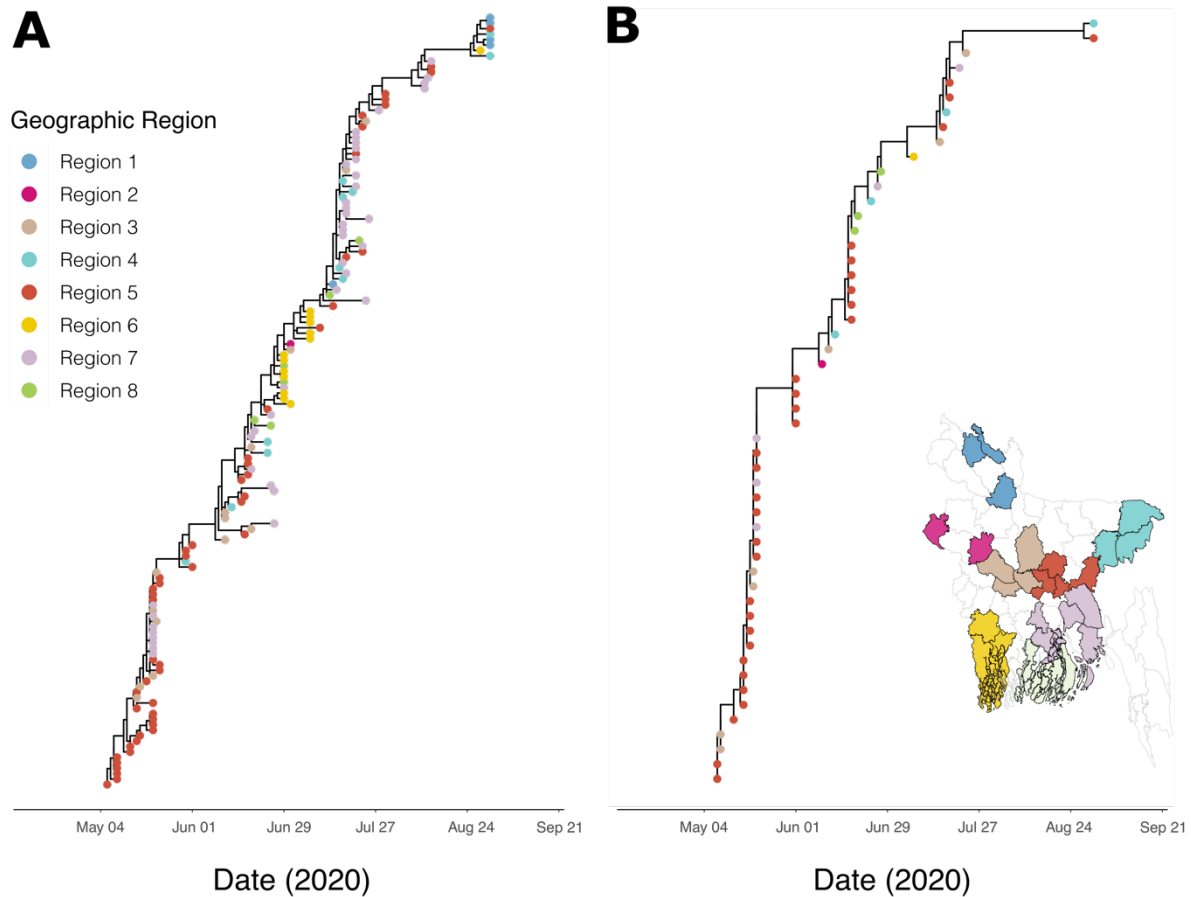 A
B
Geographic Region
Region 1
Region 2
Region 3
Region 4
Region 5
Region 6
Region 7
Region 8
May 04 Jun 01 Jun 29 Jul 27 Aug 24 Sep 21
May 04 Jun 01 Jun 29 Jul 27 Aug 24 Sep 21
Date (2020)
Date (2020)